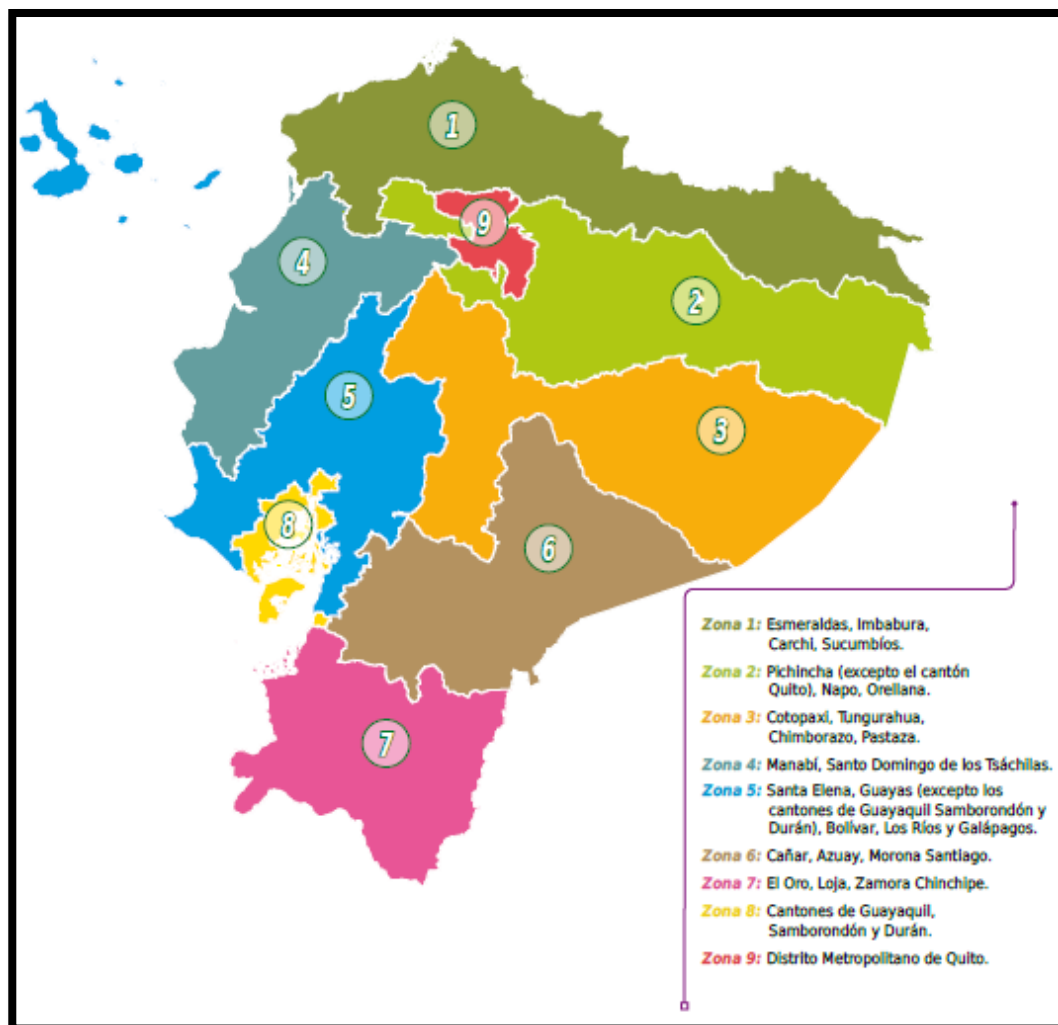 1
9
4
2
5
3
8
6
7
Zona 1: Esmeraldas, Imbabura,
Carchi, Sucumbíos.
Zona 2: Pichincha (excepto el cantón
Quito), Napo, Orellana.
Zona 3: Cotopaxi, Tungurahua,
Chimborazo, Pastaza.
Zona 4: Manabí, Santo Domingo de los Tsáchilas.
Zona 5: Santa Elena, Guayas (excepto los
cantones de Guayaquil Samborondón y
Durán), Bolívar, Los Ríos y Galápagos.
Zona 6: Cañar, Azuay, Morona Santiago.
Zona 7: El Oro, Loja, Zamora Chinchipe.
Zona 8: Cantones de Guayaquil,
Samborondón y Durán.
Zona 9: Distrito Metropolitano de Quito.